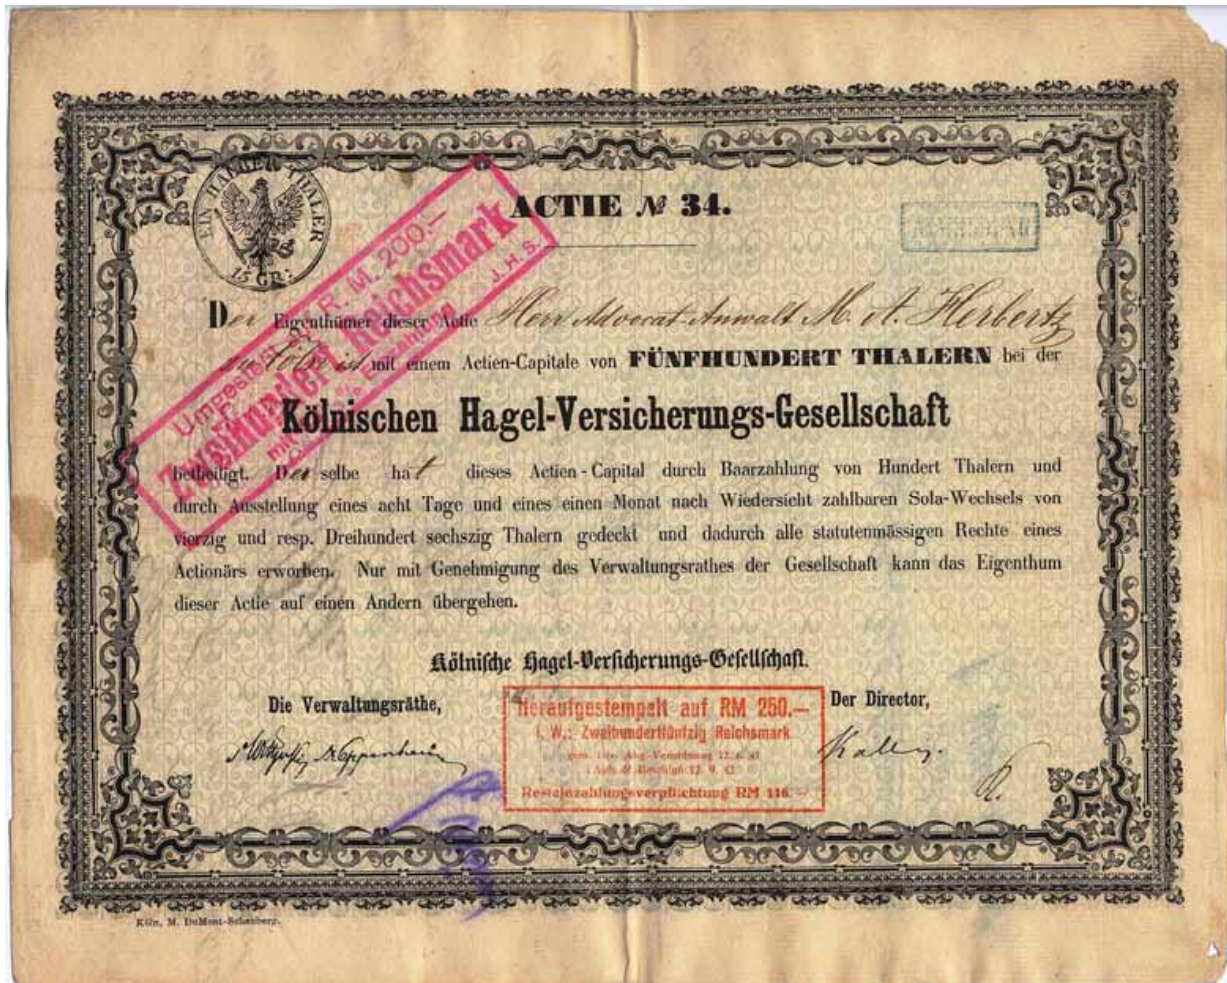 EIN HALBER THALER
15 GR:
ACTIE № 34.
R. M. 200.-
Reichsmark
J. H. S.
Der Eigenthümer dieser Actie Herr Advocat-Anwalt M. A. Herbertz
zu Cöln ist mit einem Actien-Capitale von FÜNFHUNDERT THALERN bei der
Kölnischen Hagel-Versicherungs-Gesellschaft
betheiligt. Der selbe hat dieses Actien-Capital durch Baarzahlung von Hundert Thalern und
durch Ausstellung eines acht Tage und eines einen Monat nach Wiedersicht zahlbaren Sola-Wechsels von
vierzig und resp. Dreihundert sechszig Thalern gedeckt und dadurch alle statutenmässigen Rechte eines
Actionärs erworben. Nur mit Genehmigung des Verwaltungsrathes der Gesellschaft kann das Eigenthum
dieser Actie auf einen Andern übergehen.
Kölnische Hagel-Versicherungs-Gesellschaft.
Die Verwaltungsräthe,
Der Director,
Heraufgestempelt auf RM 250.—
i. W.: Zweihundertfünfzig Reichsmark
Resteinzahlungsverpflichtung RM 116.—
Köln, M. DuMont-Schauberg.